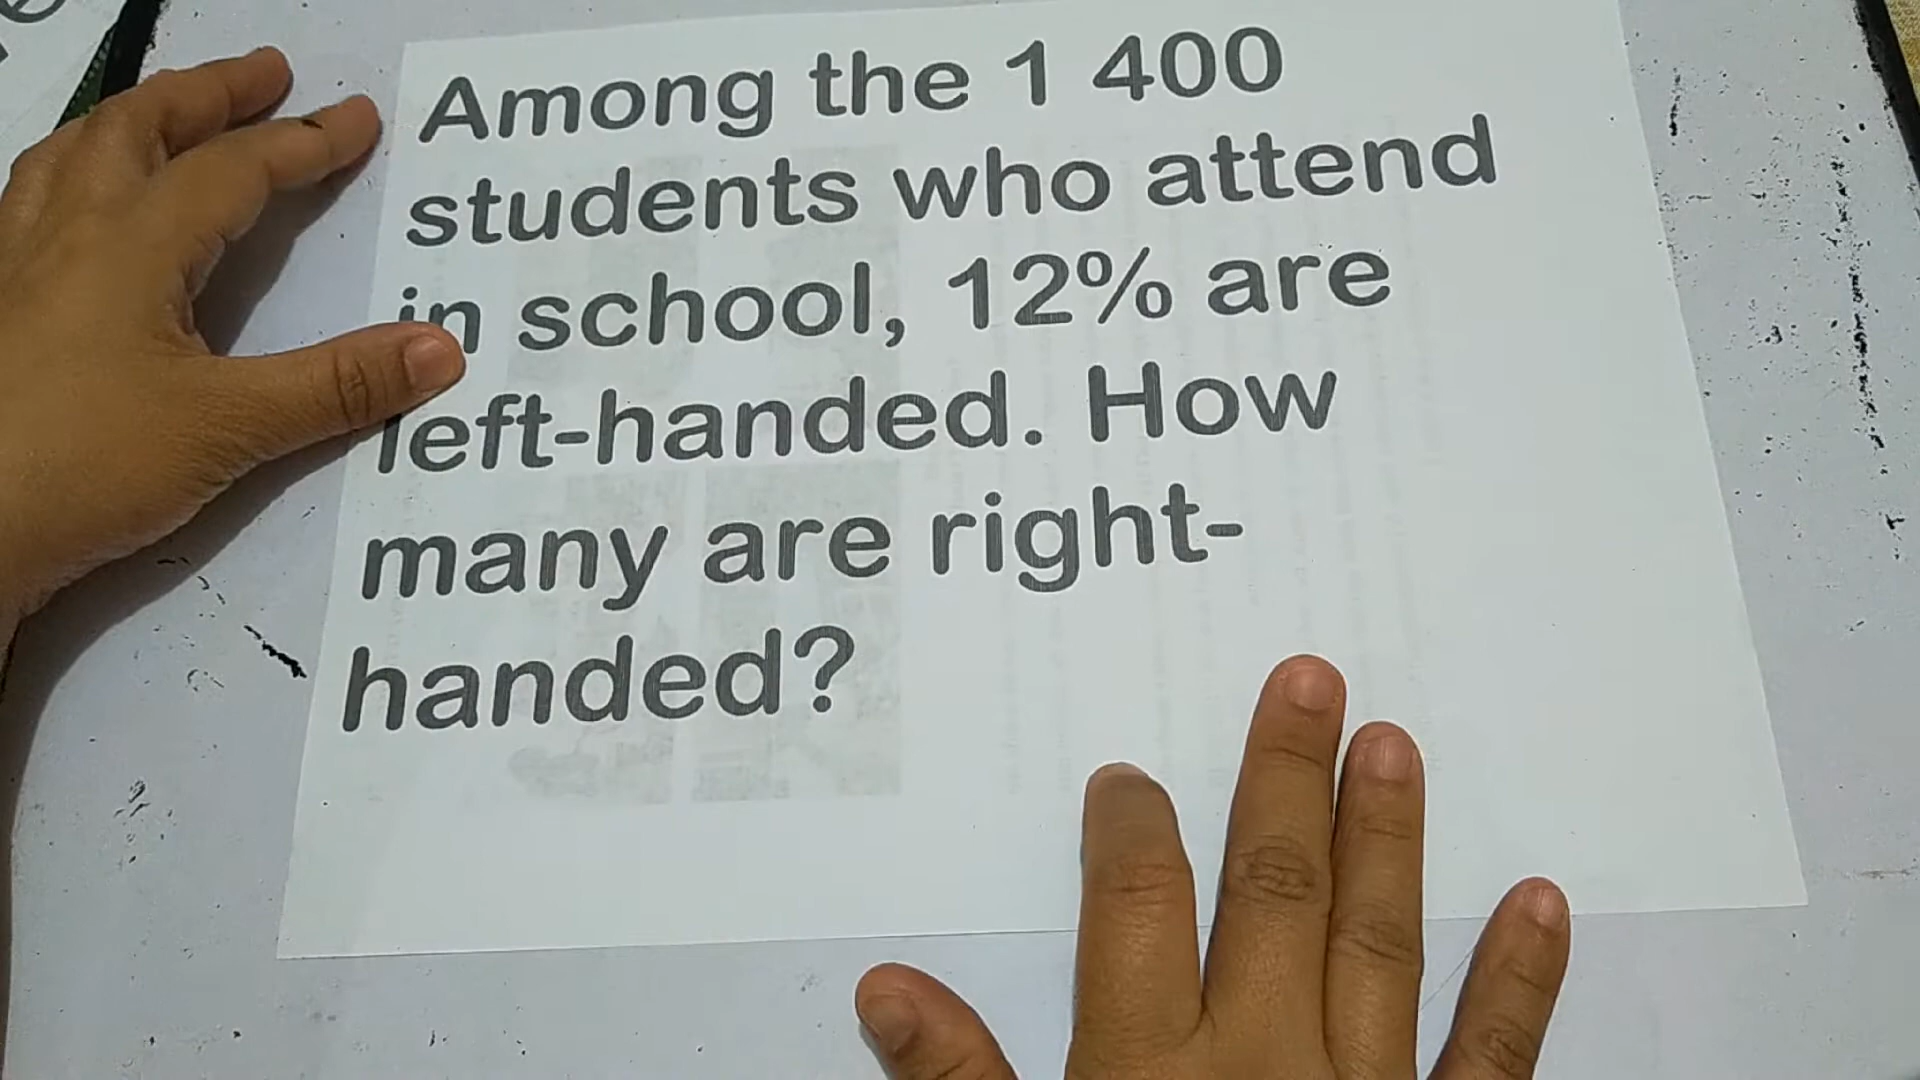 Among the 1 400
students who attend
in school, 12% are
left-handed. How
many are right-
handed?